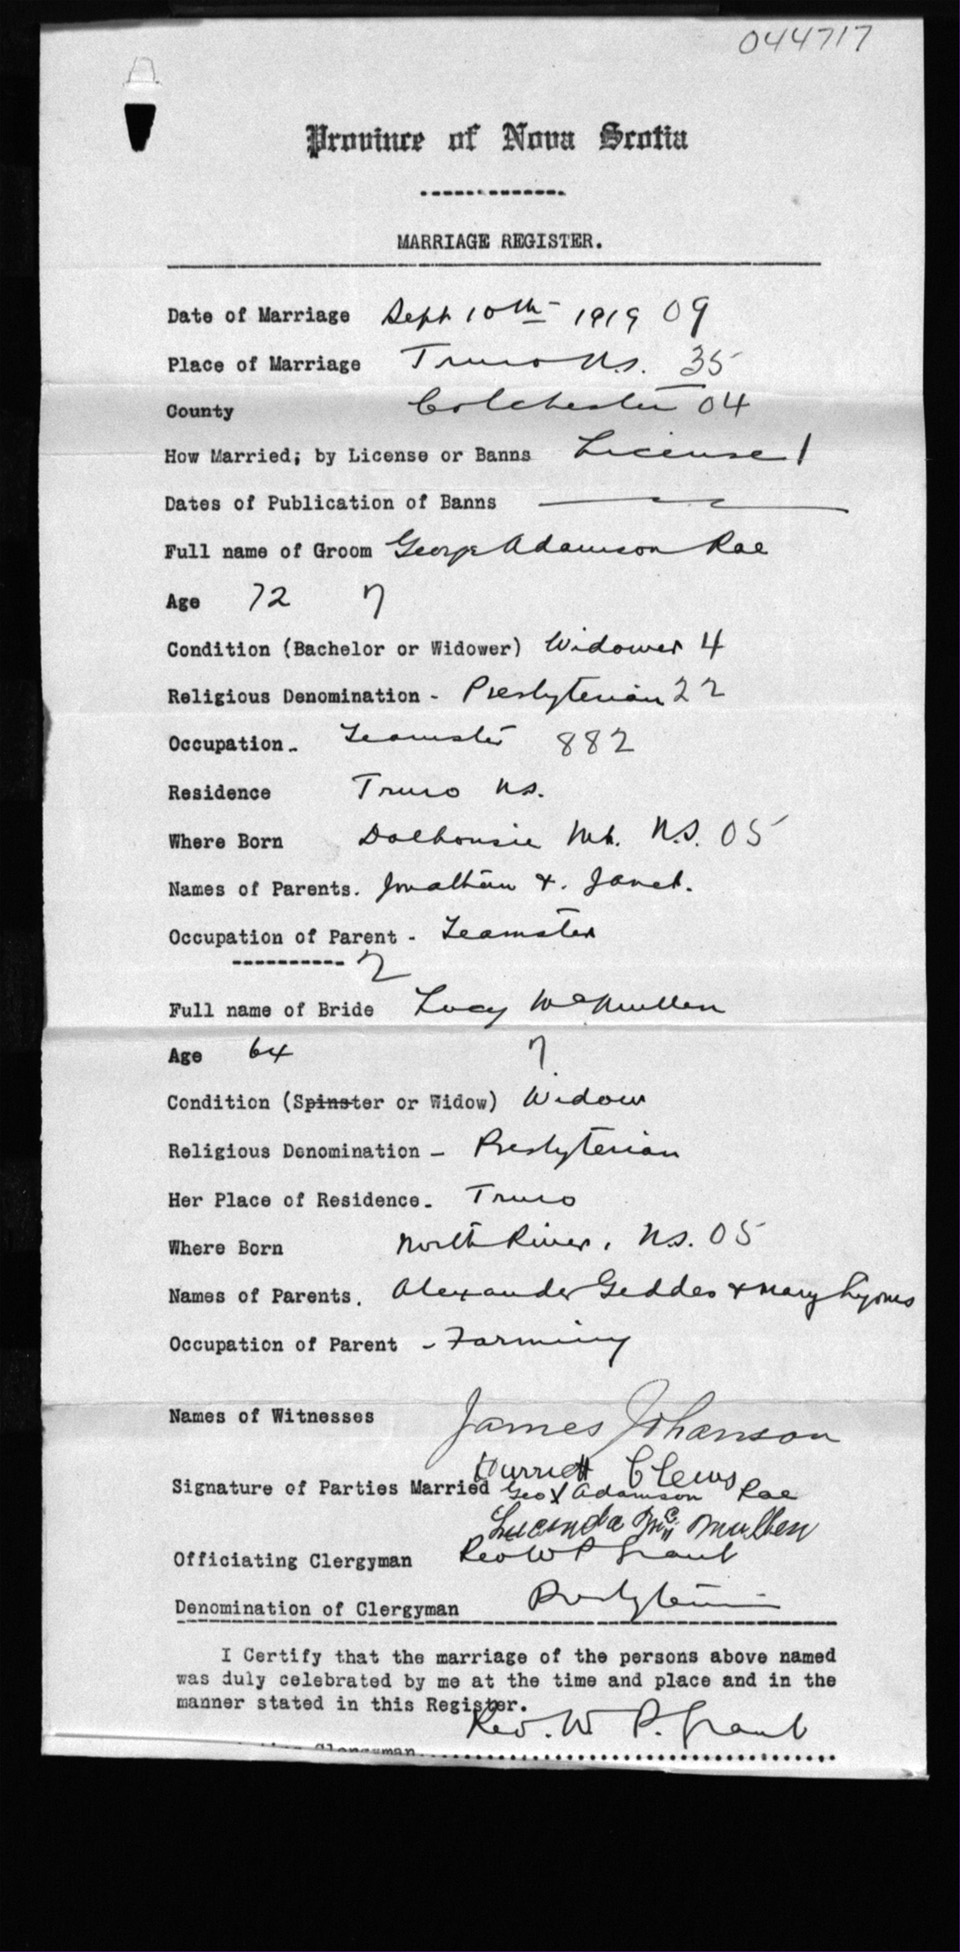 044717
Province of Nova Scotia
MARRIAGE REGISTER.
Date of Marriage Sept 10th 1919 09
Place of Marriage Truro N.S. 35
County Colchester 04
How Married; by License or Banns License 1
Dates of Publication of Banns
Full name of Groom George Adamson Rae
Age 72 7
Condition (Bachelor or Widower) Widower 4
Religious Denomination - Presbyterian 22
Occupation - Teamster 882
Residence Truro N.S.
Where Born Dalhousie Mt. N.S. 05
Names of Parents. Jonathan & Janet.
Occupation of Parent - Teamster
2
Full name of Bride Lucy McMullen
Age 64 7
Condition (Spinster or Widow) Widow
Religious Denomination - Presbyterian
Her Place of Residence. Truro
Where Born North River, N.S. 05
Names of Parents. Alexander Geddes & Mary Lyons
Occupation of Parent - Farming
Names of Witnesses James Johanson
Harriett Clews
Signature of Parties Married Geo X Adamson Rae
Lucinda Mc Mullen
Officiating Clergyman Rev W P Grant
Denomination of Clergyman Presbyterian
I Certify that the marriage of the persons above named
was duly celebrated by me at the time and place and in the
manner stated in this Register.
Rev. W P. Grant
Clergyman